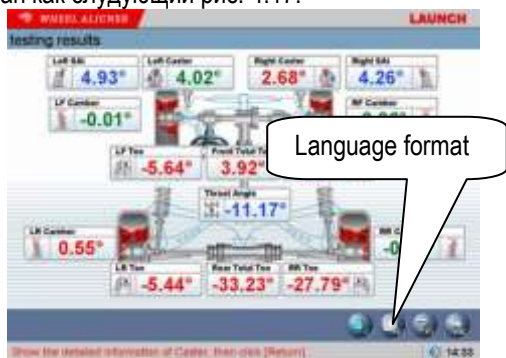 ан как слудующий рис. 4.17:
WHEEL ALIGNER LAUNCH
testing results
Left SAI Left Caster Right Caster Right SAI
4.93° 4.02° 2.68° 4.26°
LF Camber RF Camber
-0.01°
Language format
LF Toe Front Total Toe
-5.64° 3.92°
Thrust Angle
-11.17°
LR Camber
0.55°
LR Toe Rear Total Toe RR Toe
-5.44° -33.23° -27.79°
Show the detailed information of Caster, then click [Return] 14:33